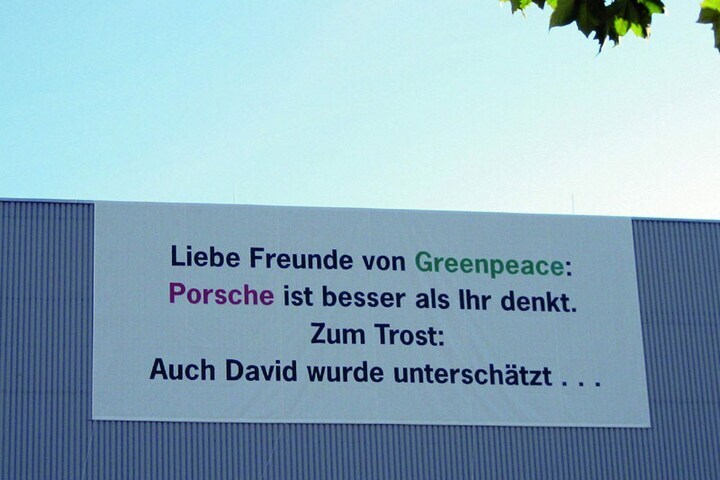 Liebe Freunde von Greenpeace:
Porsche ist besser als Ihr denkt.
Zum Trost:
Auch David wurde unterschätzt . . .